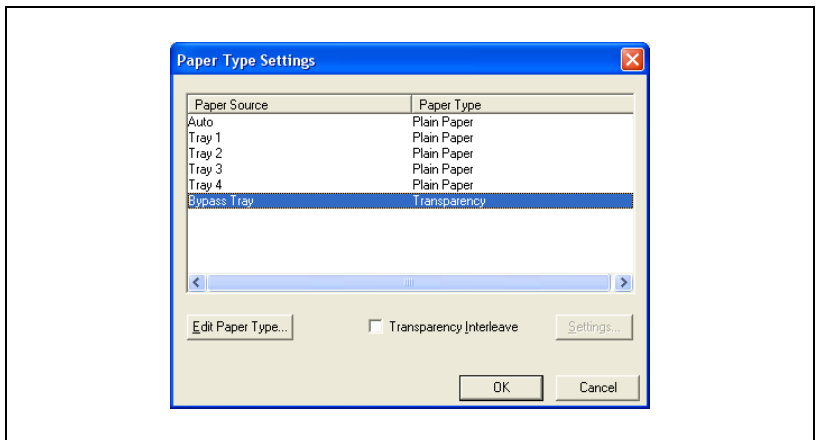 Paper Type Settings
Paper Source Paper Type
Auto Plain Paper
Tray 1 Plain Paper
Tray 2 Plain Paper
Tray 3 Plain Paper
Tray 4 Plain Paper
Bypass Tray Transparency
Edit Paper Type... Transparency Interleave Settings...
OK Cancel